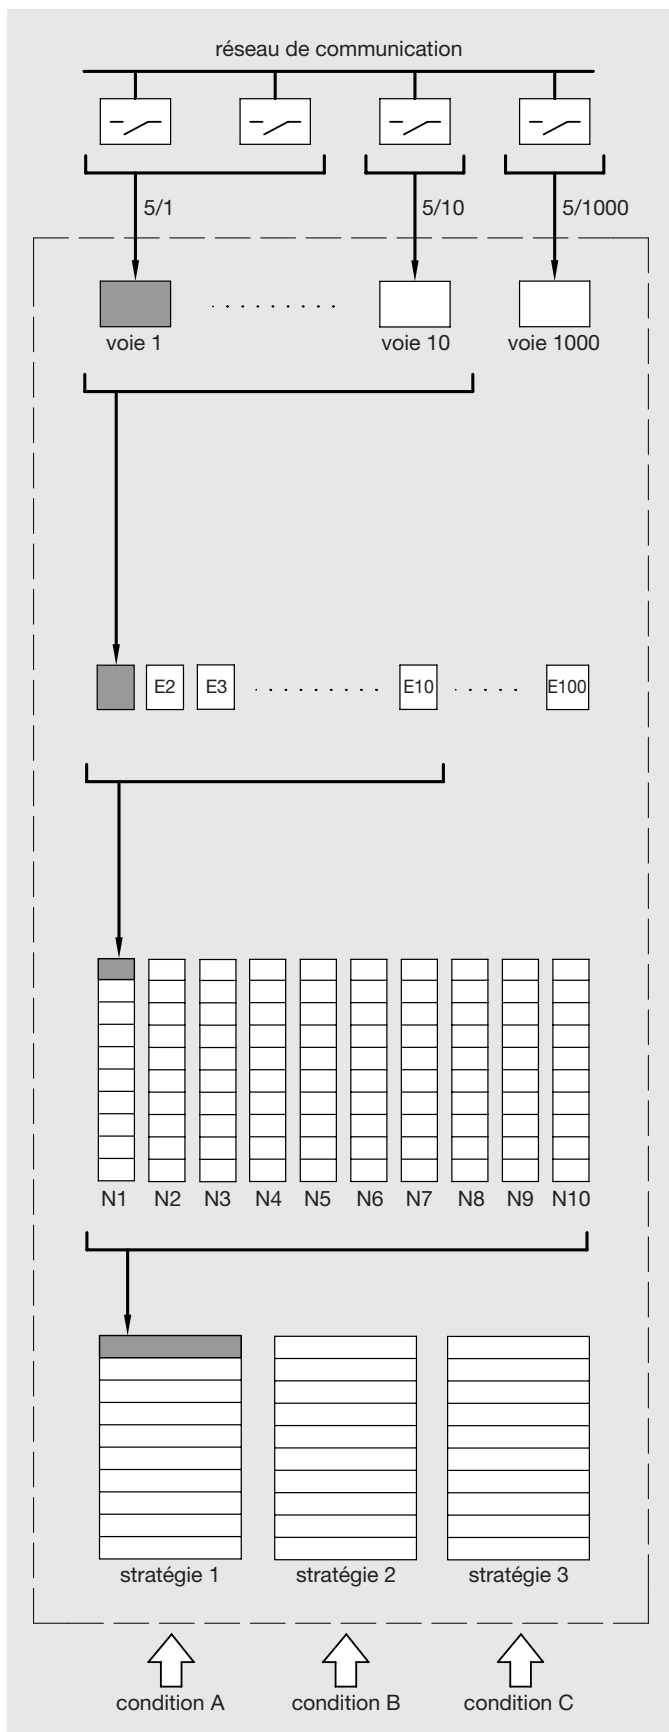 réseau de communication
5/1 5/10 5/1000
voie 1 voie 10 voie 1000
E2 E3 E10 E100
N1 N2 N3 N4 N5 N6 N7 N8 N9 N10
stratégie 1 stratégie 2 stratégie 3
condition A condition B condition C